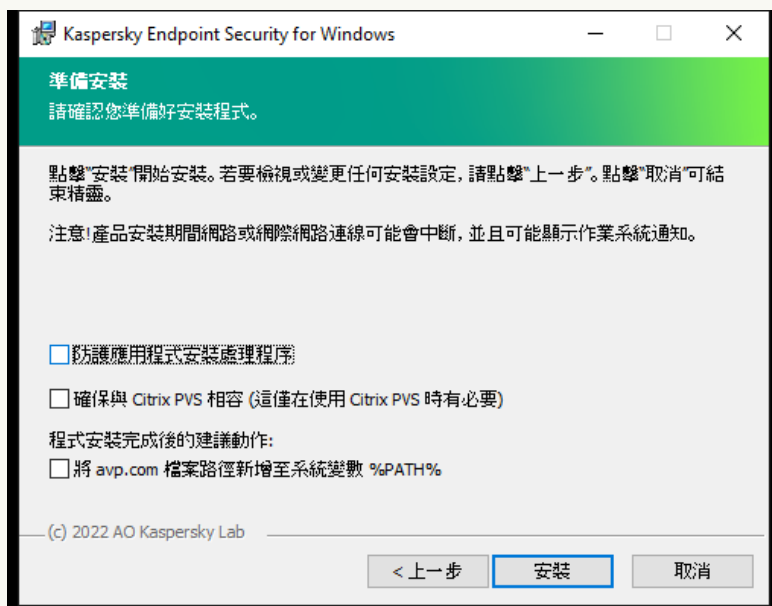 Kaspersky Endpoint Security for Windows
準備安裝
請確認您準備好安裝程式。
點擊"安裝"開始安裝。若要檢視或變更任何安裝設定，請點擊"上一步"。點擊"取消"可結
束精靈。
注意!產品安裝期間網路或網際網路連線可能會中斷，並且可能顯示作業系統通知。
防護應用程式安裝處理程序
確保與 Citrix PVS 相容 (這僅在使用 Citrix PVS 時有必要)
程式安裝完成後的建議動作:
將 avp.com 檔案路徑新增至系統變數 %PATH%
(c) 2022 AO Kaspersky Lab
< 上一步
安裝
取消